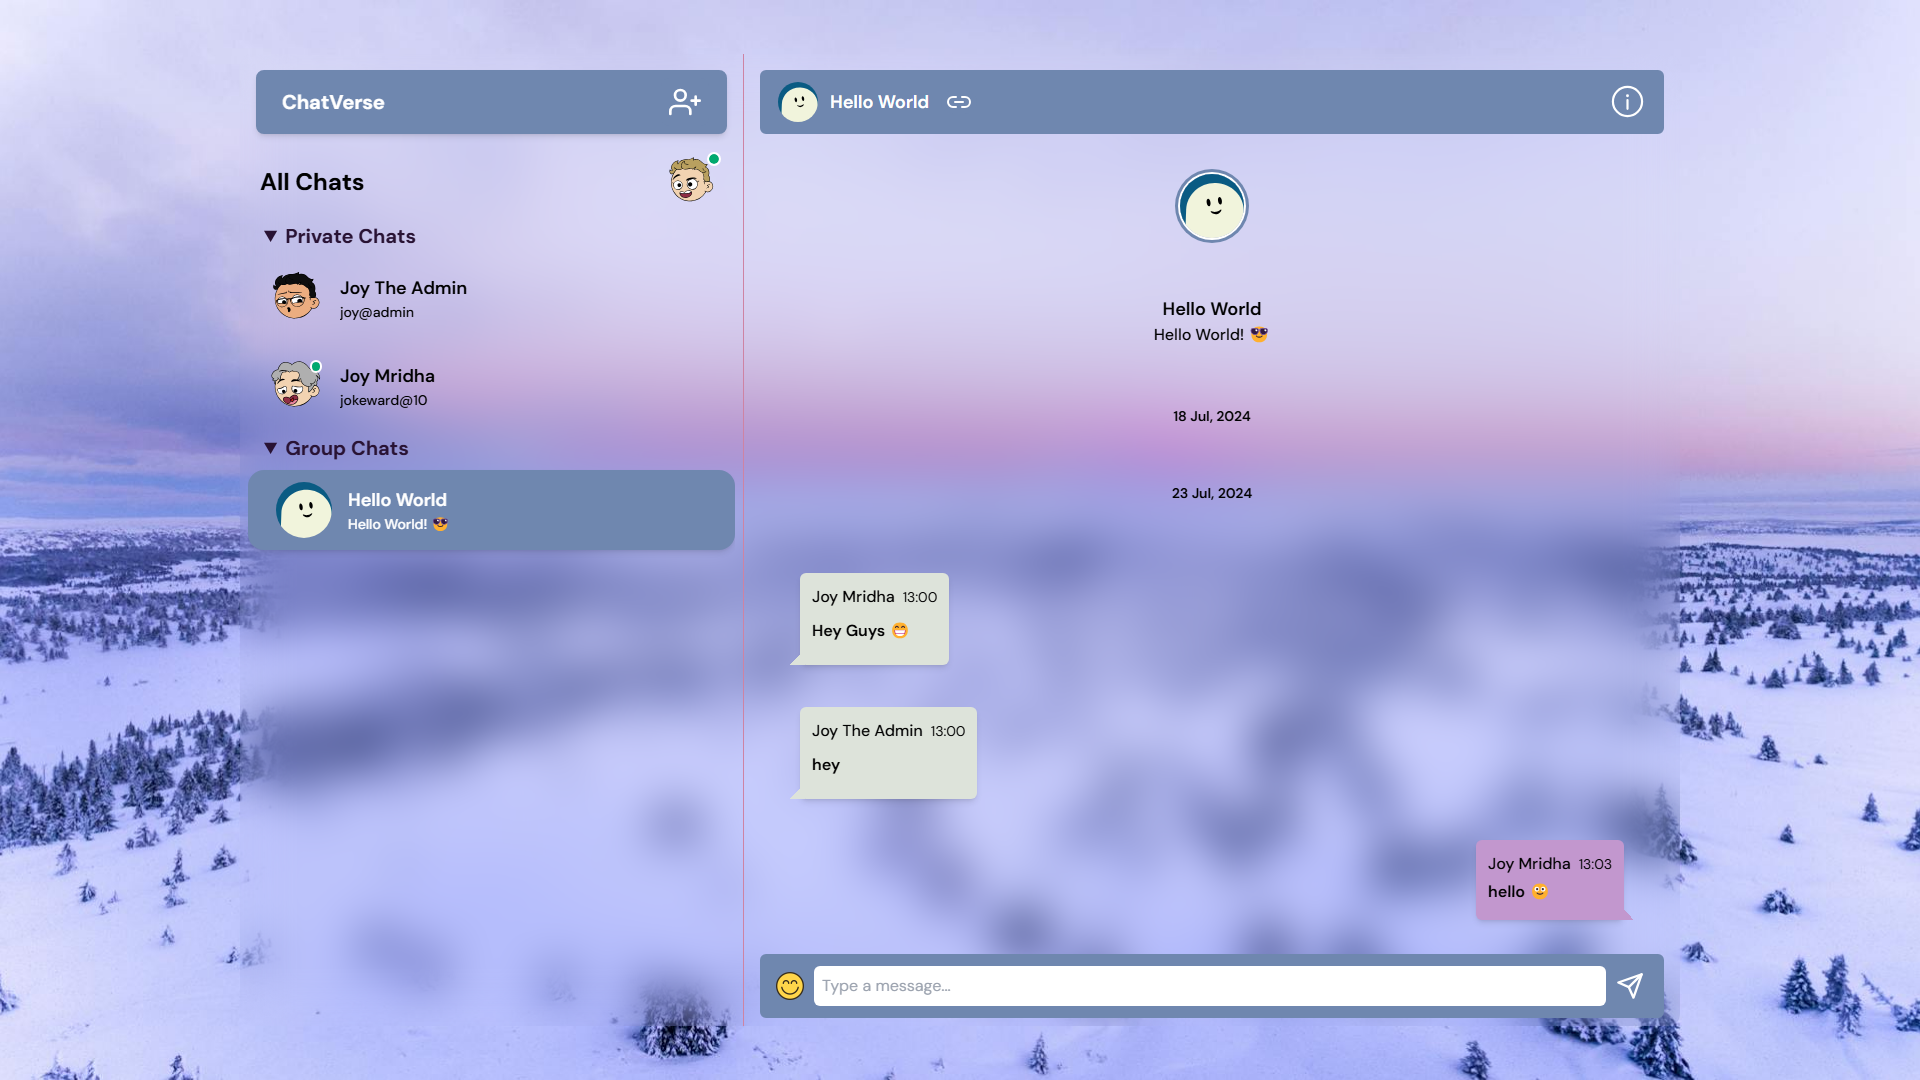 ChatVerse
All Chats
▼ Private Chats
Joy The Admin
joy@admin
Joy Mridha
jokeward@10
▼ Group Chats
Hello World
Hello World! 😎
Hello World
Hello World
Hello World! 😎
18 Jul, 2024
23 Jul, 2024
Joy Mridha 13:00
Hey Guys 😁
Joy The Admin 13:00
hey
Joy Mridha 13:03
hello 🙂
Type a message...